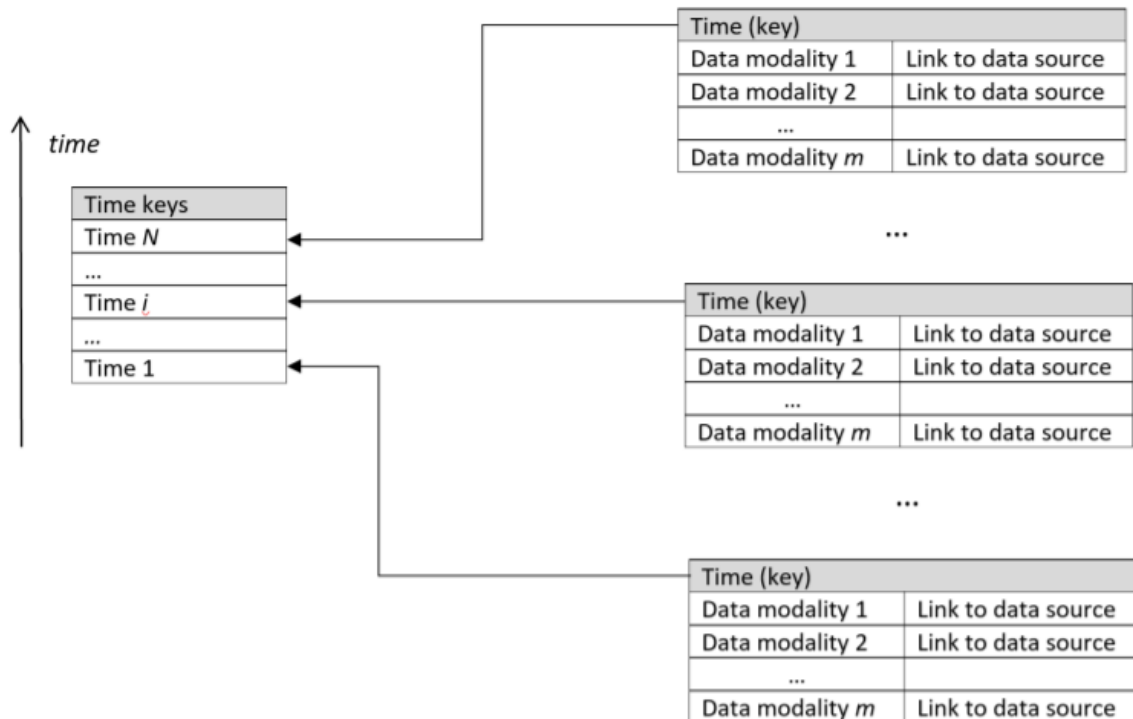 Time (key)
Data modality 1 Link to data source
Data modality 2 Link to data source
...
Data modality m Link to data source
time
Time keys
Time N
...
Time i
...
Time 1
...
Time (key)
Data modality 1 Link to data source
Data modality 2 Link to data source
...
Data modality m Link to data source
...
Time (key)
Data modality 1 Link to data source
Data modality 2 Link to data source
...
Data modality m Link to data source